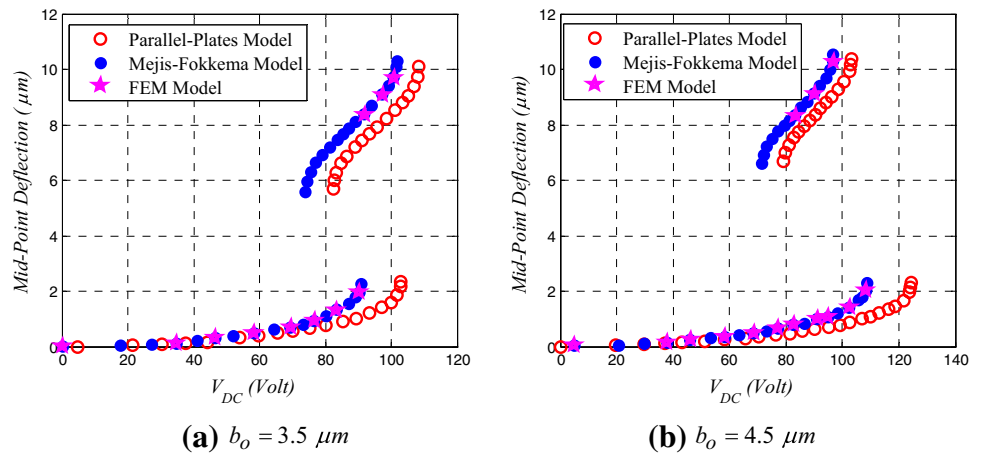 12
10
8
6
4
2
0
Mid-Point Deflection (μm)
Parallel-Plates Model
Mejis-Fokkema Model
FEM Model
0 20 40 60 80 100 120
V_DC (Volt)
(a) b_o = 3.5 μm
12
10
8
6
4
2
0
Mid-Point Deflection (μm)
Parallel-Plates Model
Mejis-Fokkema Model
FEM Model
0 20 40 60 80 100 120 140
V_DC (Volt)
(b) b_o = 4.5 μm